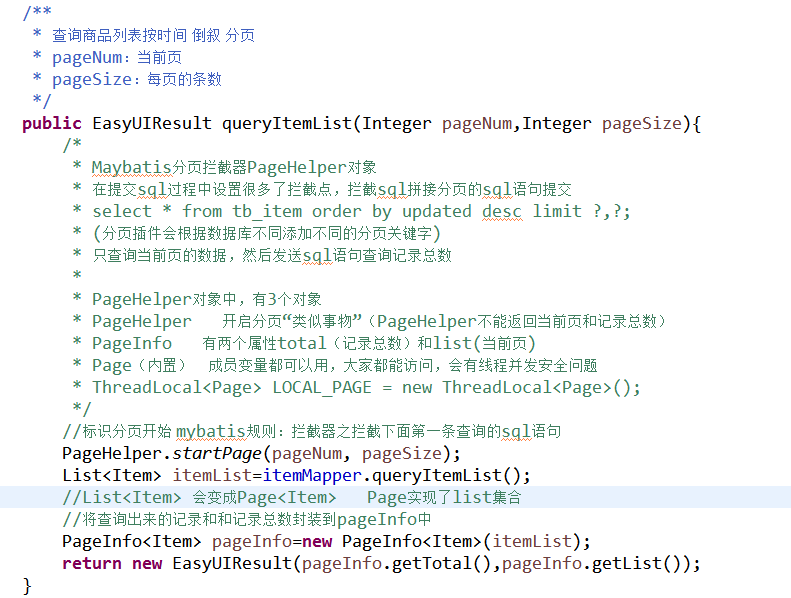 /**
 * 查询商品列表按时间 倒叙 分页
 * pageNum：当前页
 * pageSize：每页的条数
 */
public EasyUIResult queryItemList(Integer pageNum,Integer pageSize){
    /*
     * Maybatis分页拦截器PageHelper对象
     * 在提交sql过程中设置很多了拦截点，拦截sql拼接分页的sql语句提交
     * select * from tb_item order by updated desc limit ?,?;
     * (分页插件会根据数据库不同添加不同的分页关键字)
     * 只查询当前页的数据，然后发送sql语句查询记录总数
     *
     * PageHelper对象中，有3个对象
     * PageHelper   开启分页“类似事物”（PageHelper不能返回当前页和记录总数）
     * PageInfo   有两个属性total（记录总数）和list(当前页)
     * Page（内置）  成员变量都可以用，大家都能访问，会有线程并发安全问题
     * ThreadLocal<Page> LOCAL_PAGE = new ThreadLocal<Page>();
     */
    //标识分页开始 mybatis规则：拦截器之拦截下面第一条查询的sql语句
    PageHelper.startPage(pageNum, pageSize);
    List<Item> itemList=itemMapper.queryItemList();
    //List<Item> 会变成Page<Item>   Page实现了list集合
    //将查询出来的记录和和记录总数封装到pageInfo中
    PageInfo<Item> pageInfo=new PageInfo<Item>(itemList);
    return new EasyUIResult(pageInfo.getTotal(),pageInfo.getList());
}